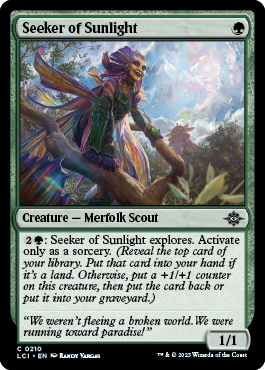 Seeker of Sunlight
Creature — Merfolk Scout
2: Seeker of Sunlight explores. Activate
only as a sorcery. (Reveal the top card of
your library. Put that card into your hand if
it's a land. Otherwise, put a +1/+1 counter
on this creature, then put the card back or
put it into your graveyard.)
“We weren't fleeing a broken world. We were
running toward paradise!”
1/1
C 0210
LCI • EN RANDY VARGAS
™ & © 2023 Wizards of the Coast